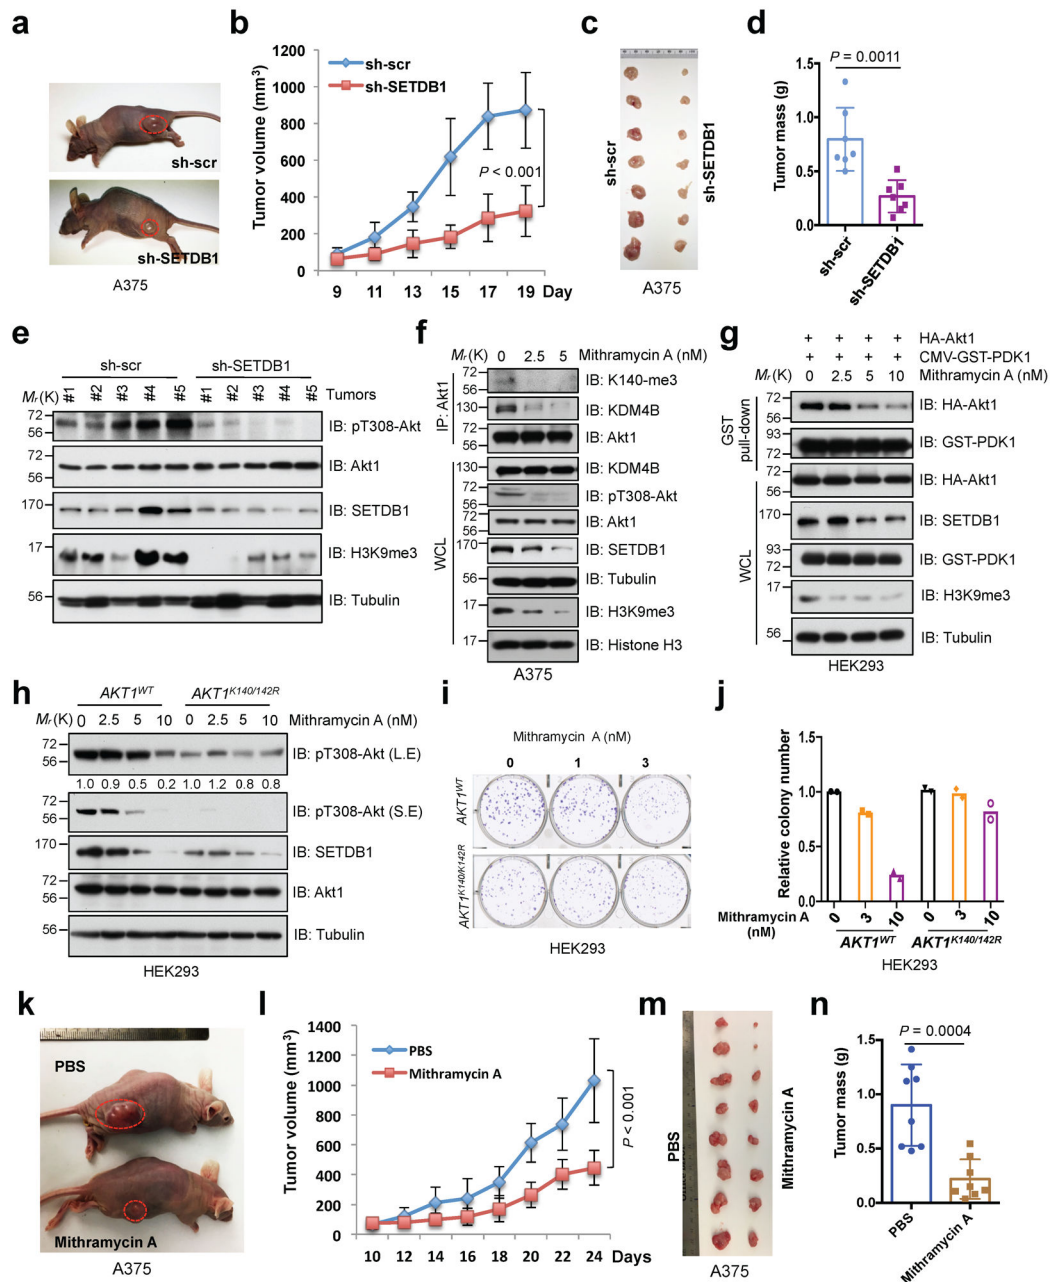 a
sh-scr
sh-SETDB1
A375
b
Tumor volume (mm³)
1200
1000
800
600
400
200
0
sh-scr
sh-SETDB1
P < 0.001
9 11 13 15 17 19 Day
c
sh-scr
sh-SETDB1
A375
d
P = 0.0011
Tumor mass (g)
1.5
1.0
0.5
0.0
sh-scr
sh-SETDB1
e
sh-scr sh-SETDB1
Mr(K) #1 #2 #3 #4 #5 #1 #2 #3 #4 #5 Tumors
72
56
IB: pT308-Akt
72
56
IB: Akt1
170
IB: SETDB1
17
IB: H3K9me3
56
IB: Tubulin
f
Mr(K) 0 2.5 5 Mithramycin A (nM)
IP: Akt1
72
56
IB: K140-me3
130
IB: KDM4B
72
56
IB: Akt1
WCL
130
IB: KDM4B
72
56
IB: pT308-Akt
72
56
IB: Akt1
170
IB: SETDB1
56
IB: Tubulin
17
IB: H3K9me3
17
IB: Histone H3
A375
g
+ + + + HA-Akt1
+ + + + CMV-GST-PDK1
Mr(K) 0 2.5 5 10 Mithramycin A (nM)
GST
pull-down
72
56
IB: HA-Akt1
93
72
IB: GST-PDK1
WCL
72
56
IB: HA-Akt1
170
IB: SETDB1
93
72
IB: GST-PDK1
17
IB: H3K9me3
56
IB: Tubulin
HEK293
h
AKT1WT AKT1K140/142R
Mr(K) 0 2.5 5 10 0 2.5 5 10 Mithramycin A (nM)
72
56
IB: pT308-Akt (L.E)
1.0 0.9 0.5 0.2 1.0 1.2 0.8 0.8
56
IB: pT308-Akt (S.E)
170
IB: SETDB1
72
56
IB: Akt1
56
IB: Tubulin
HEK293
i
Mithramycin A (nM)
0 1 3
AKT1WT
AKT1K140/K142R
HEK293
j
Relative colony number
1.5
1.0
0.5
0.0
Mithramycin A
(nM)
0 3 10 0 3 10
AKT1WT AKT1K140/142R
HEK293
k
PBS
Mithramycin A
A375
l
Tumor volume (mm³)
1400
1200
1000
800
600
400
200
0
PBS
Mithramycin A
P < 0.001
10 12 14 16 18 20 22 24 Days
m
PBS
Mithramycin A
A375
n
P = 0.0004
Tumor mass (g)
1.5
1.0
0.5
0.0
PBS
Mithramycin A